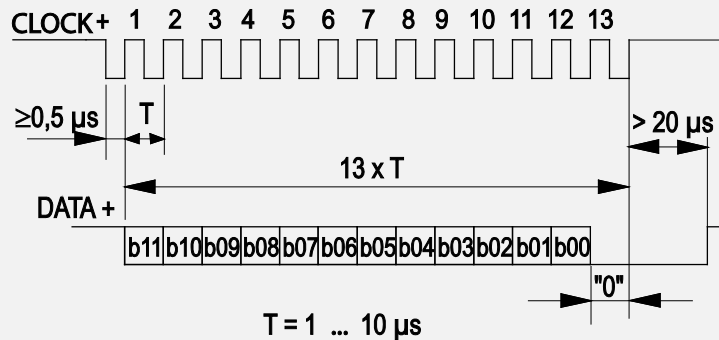 CLOCK + 1 2 3 4 5 6 7 8 9 10 11 12 13
≥0,5 µs T > 20 µs
13 x T
DATA +
b11 b10 b09 b08 b07 b06 b05 b04 b03 b02 b01 b00
"0"
T = 1 ... 10 µs